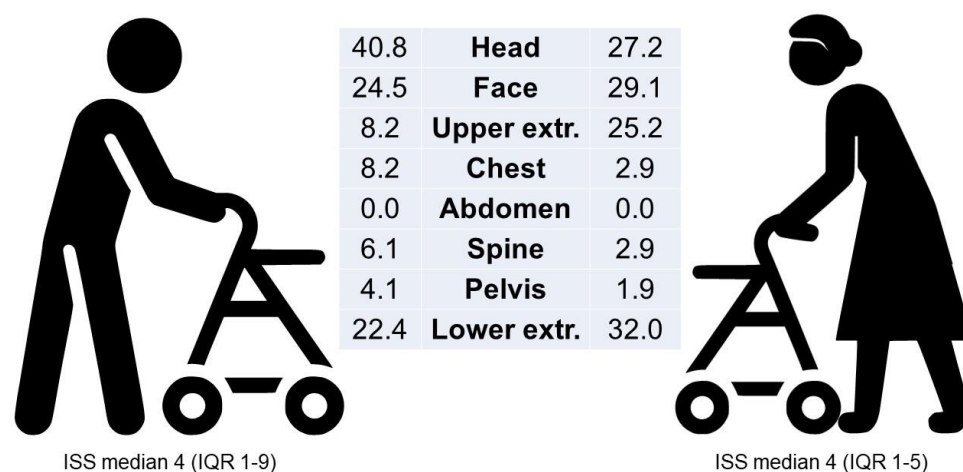 40.8 Head 27.2
24.5 Face 29.1
8.2 Upper extr. 25.2
8.2 Chest 2.9
0.0 Abdomen 0.0
6.1 Spine 2.9
4.1 Pelvis 1.9
22.4 Lower extr. 32.0
ISS median 4 (IQR 1-9)
ISS median 4 (IQR 1-5)